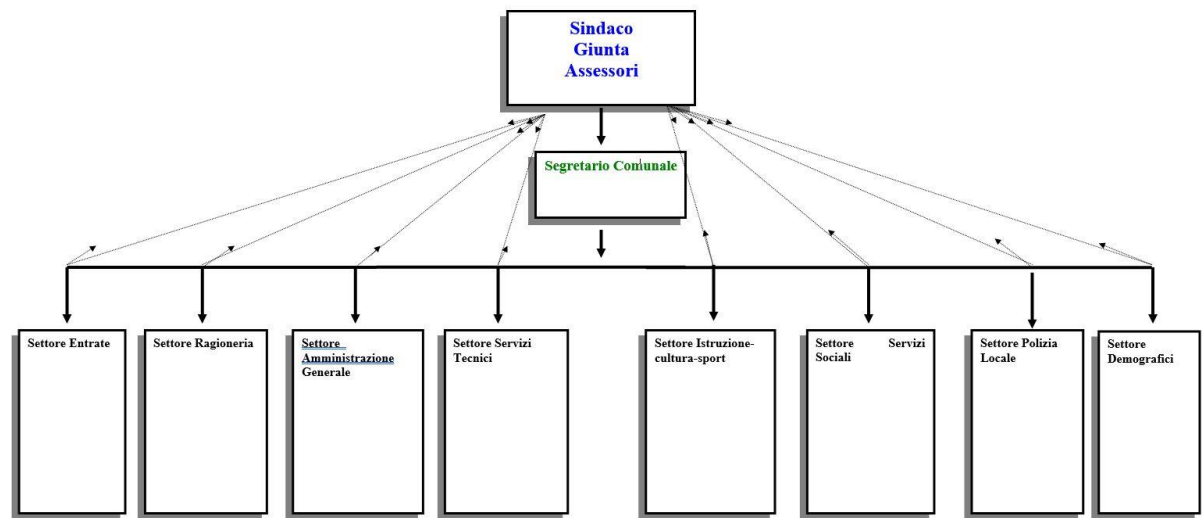 Sindaco
Giunta
Assessori
Segretario Comunale
Settore Entrate
Settore Ragioneria
Settore
Amministrazione
Generale
Settore Servizi
Tecnici
Settore Istruzione-
cultura-sport
Settore Servizi
Sociali
Settore Polizia
Locale
Settore
Demografici